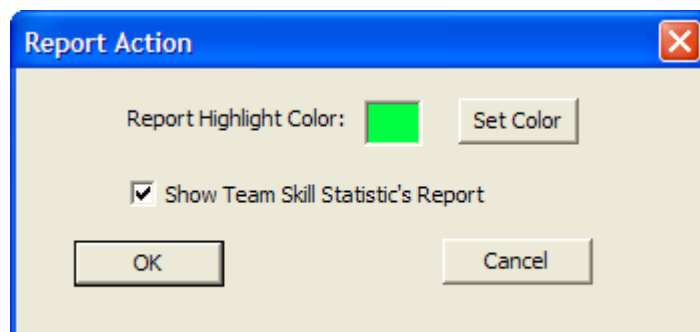 Report Action
Report Highlight Color: Set Color
Show Team Skill Statistic's Report
OK Cancel